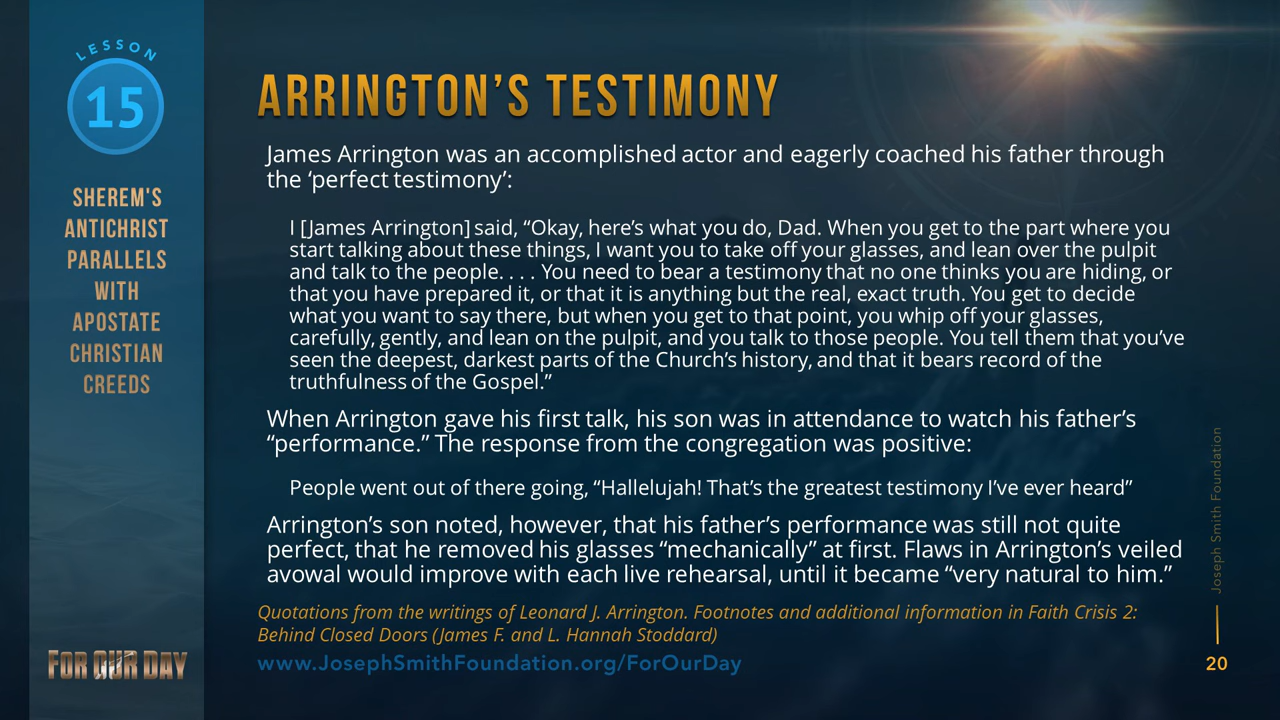 LESSON
15
SHEREM'S
ANTICHRIST
PARALLELS
WITH
APOSTATE
CHRISTIAN
CREEDS
FOR OUR DAY
ARRINGTON’S TESTIMONY
James Arrington was an accomplished actor and eagerly coached his father through
the ‘perfect testimony’:
I [James Arrington] said, “Okay, here’s what you do, Dad. When you get to the part where you
start talking about these things, I want you to take off your glasses, and lean over the pulpit
and talk to the people. . . . You need to bear a testimony that no one thinks you are hiding, or
that you have prepared it, or that it is anything but the real, exact truth. You get to decide
what you want to say there, but when you get to that point, you whip off your glasses,
carefully, gently, and lean on the pulpit, and you talk to those people. You tell them that you’ve
seen the deepest, darkest parts of the Church’s history, and that it bears record of the
truthfulness of the Gospel.”
When Arrington gave his first talk, his son was in attendance to watch his father’s
“performance.” The response from the congregation was positive:
People went out of there going, “Hallelujah! That’s the greatest testimony I’ve ever heard”
Arrington’s son noted, however, that his father’s performance was still not quite
perfect, that he removed his glasses “mechanically” at first. Flaws in Arrington’s veiled
avowal would improve with each live rehearsal, until it became “very natural to him.”
Quotations from the writings of Leonard J. Arrington. Footnotes and additional information in Faith Crisis 2:
Behind Closed Doors (James F. and L. Hannah Stoddard)
www.JosephSmithFoundation.org/ForOurDay
Joseph Smith Foundation
20